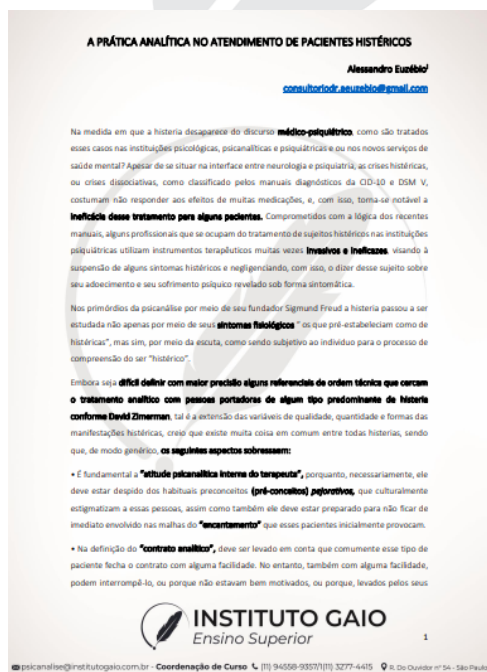 A PRÁTICA ANALÍTICA NO ATENDIMENTO DE PACIENTES HISTÉRICOS
Alessandro Euzébio¹
consultoriodr.aeuzebio@gmail.com
Na medida em que a histeria desaparece do discurso médico-psiquiátrico, como são tratados
esses casos nas instituições psicológicas, psicanalíticas e psiquiátricas e ou nos novos serviços de
saúde mental? Apesar de se situar na interface entre neurologia e psiquiatria, as crises histéricas,
ou crises dissociativas, como classificado pelos manuais diagnósticos da CID-10 e DSM V,
costumam não responder aos efeitos de muitas medicações, e, com isso, torna-se notável a
ineficácia desse tratamento para alguns pacientes. Comprometidos com a lógica dos recentes
manuais, alguns profissionais que se ocupam do tratamento de sujeitos histéricos nas instituições
psiquiátricas utilizam instrumentos terapêuticos muitas vezes invasivos e ineficazes, visando à
suspensão de alguns sintomas histéricos e negligenciando, com isso, o dizer desse sujeito sobre
seu adoecimento e seu sofrimento psíquico revelado sob forma sintomática.
Nos primórdios da psicanálise por meio de seu fundador Sigmund Freud a histeria passou a ser
estudada não apenas por meio de seus sintomas fisiológicos " os que pré-estabeleciam como de
histéricas", mas sim, por meio da escuta, como sendo subjetivo ao individuo para o processo de
compreensão do ser "histérico".
Embora seja difícil definir com maior precisão alguns referenciais de ordem técnica que cercam
o tratamento analítico com pessoas portadoras de algum tipo predominante de histeria
conforme David Zimerman, tal é a extensão das variáveis de qualidade, quantidade e formas das
manifestações histéricas, creio que existe muita coisa em comum entre todas histerias, sendo
que, de modo genérico, os seguintes aspectos sobressaem:
• É fundamental a "atitude psicanalítica interna do terapeuta", porquanto, necessariamente, ele
deve estar despido dos habituais preconceitos (pré-conceitos) pejorativos, que culturalmente
estigmatizam a essas pessoas, assim como também ele deve estar preparado para não ficar de
imediato envolvido nas malhas do "encantamento" que esses pacientes inicialmente provocam.
• Na definição do "contrato analítico", deve ser levado em conta que comumente esse tipo de
paciente fecha o contrato com alguma facilidade. No entanto, também com alguma facilidade,
podem interrompê-lo, ou porque não estavam bem motivados, ou porque, levados pelos seus
INSTITUTO GAIO
Ensino Superior
1
psicanalise@institutogaio.com.br - Coordenação de Curso (11) 94558-9357/(11) 3277-4415 R. Do Ouvidor nº 54 - São Paulo